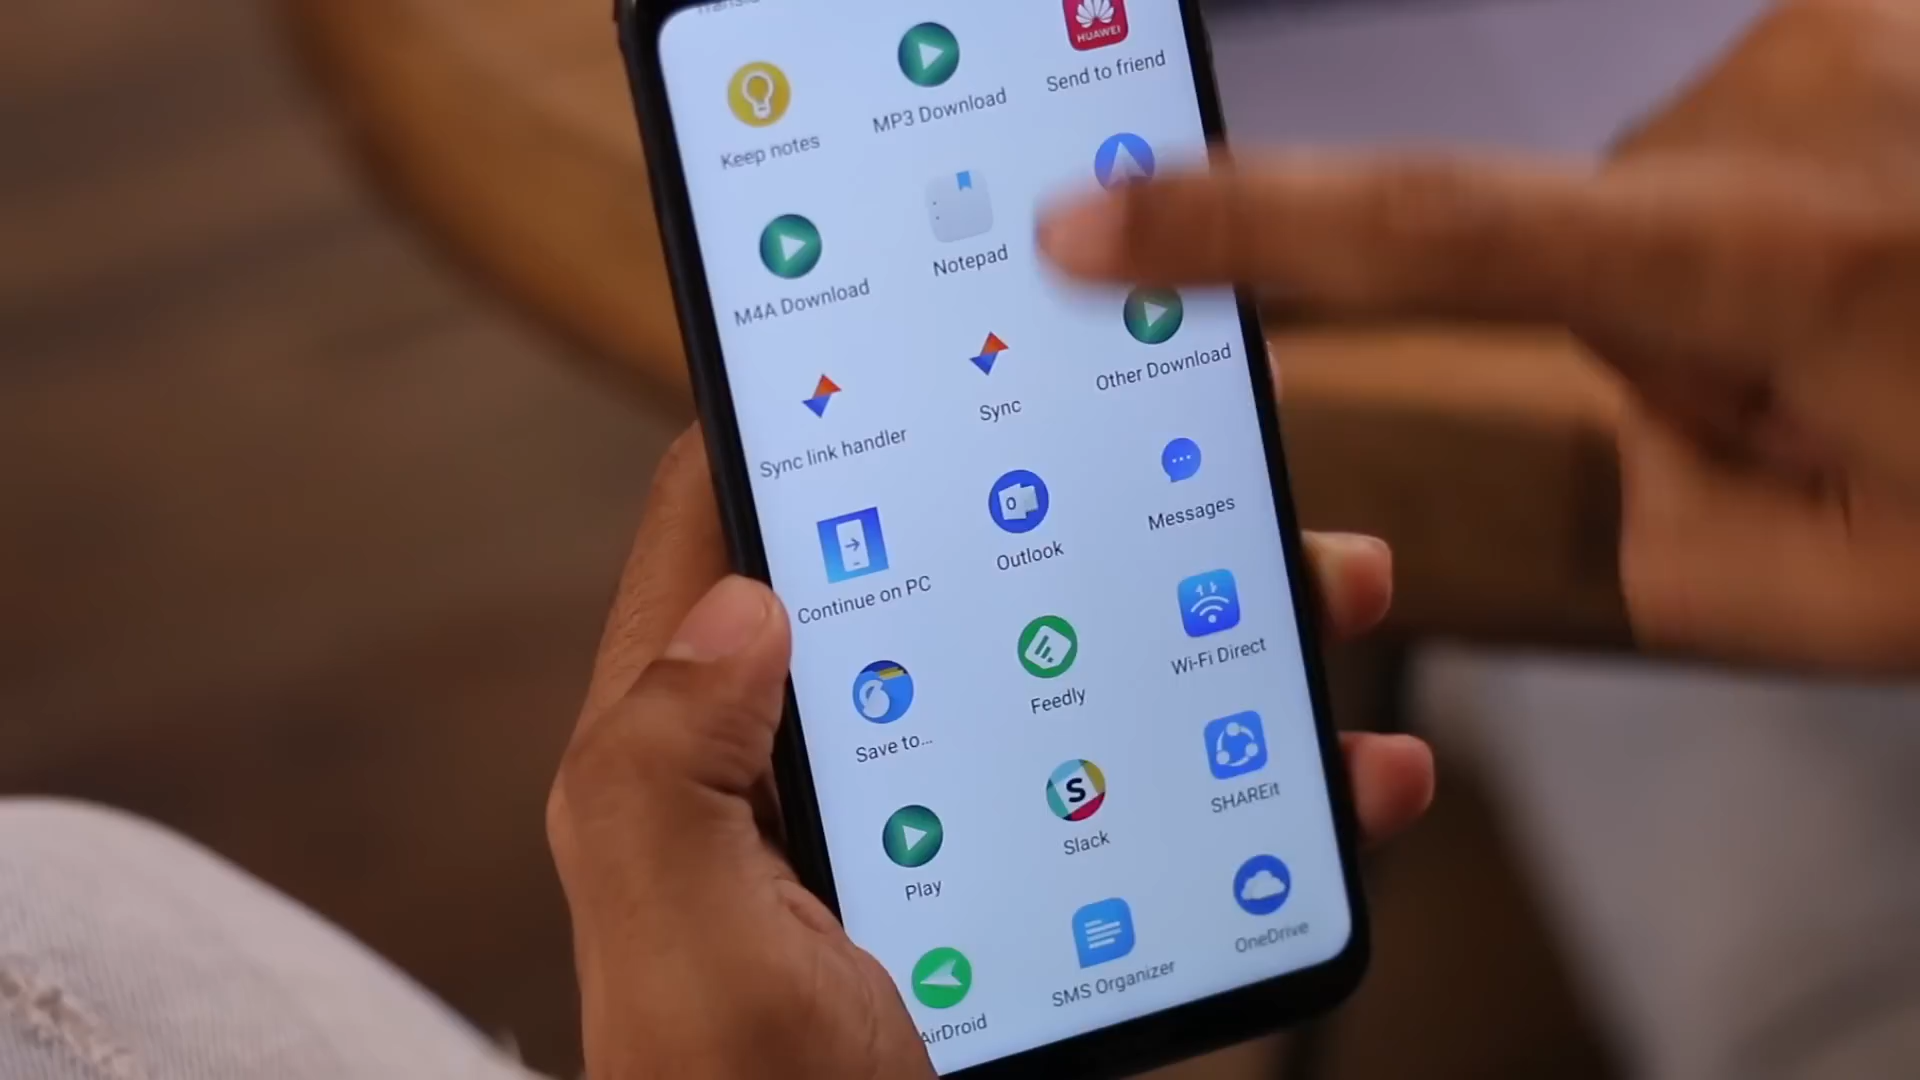 Keep notes
MP3 Download
HUAWEI
Send to friend
M4A Download
Notepad
Sync link handler
Sync
Other Download
Continue on PC
O
Outlook
Messages
Save to...
Feedly
Wi-Fi Direct
Play
S
Slack
SHAREit
AirDroid
SMS Organizer
OneDrive